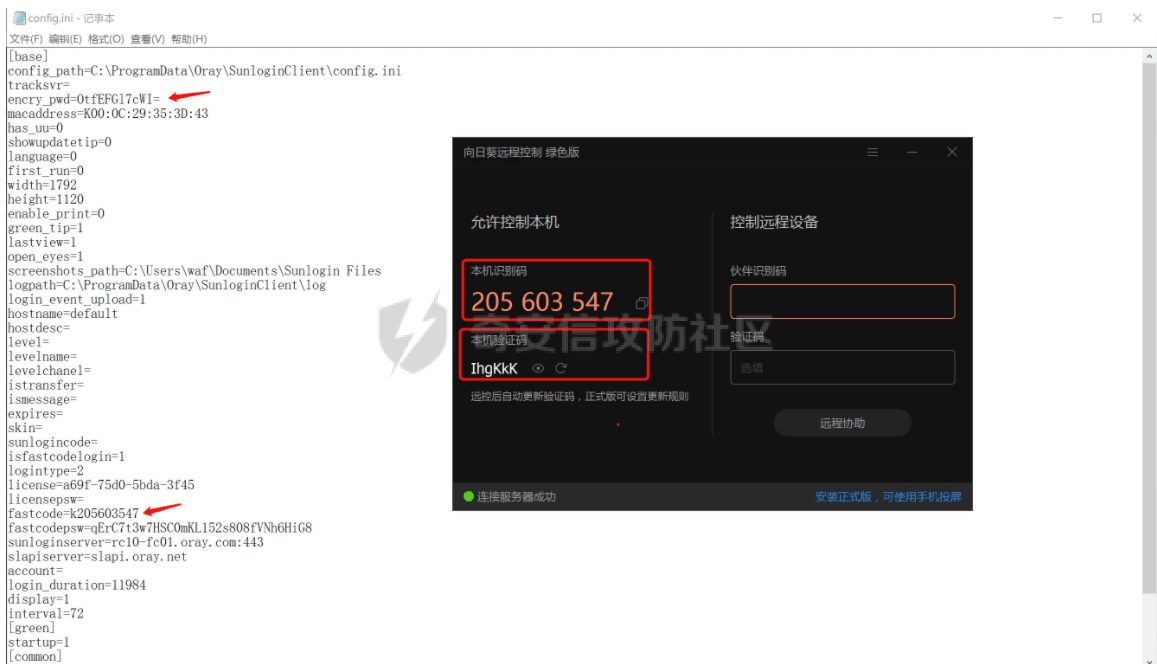 config.ini - 记事本
文件(F) 编辑(E) 格式(O) 查看(V) 帮助(H)
[base]
config_path=C:\ProgramData\Oray\SunloginClient\config.ini
tracksvr=
encry_pwd=OtfEFGl7cWI=
macaddress=K00:0C:29:35:3D:43
has_uu=0
showupdatetip=0
language=0
first_run=0
width=1792
height=1120
enable_print=0
green_tip=1
lastview=1
open_eyes=1
screenshots_path=C:\Users\waf\Documents\Sunlogin Files
logpath=C:\ProgramData\Oray\SunloginClient\log
login_event_upload=1
hostname=default
hostdesc=
level=
levelname=
levelchanel=
istransfer=
ismessage=
expires=
skin=
sunlogincode=
isfastcodelogin=1
logintype=2
license=a69f-75d0-5bda-3f45
licensepsw=
fastcode=k205603547
fastcodepsw=qErC7t3w7HSC0mKL152s808fVNh6HiG8
sunloginserver=rc10-fc01.oray.com:443
slapiserver=slapi.oray.net
account=
login_duration=11984
display=1
interval=72
[green]
startup=1
[common]
向日葵远程控制 绿色版
允许控制本机
本机识别码
205 603 547
本机验证码
IhgKkK
远控后自动更新验证码，正式版可设置更新规则
控制远程设备
伙伴识别码
验证码
选填
远程协助
连接服务器成功
安装正式版，可使用手机投屏
奇安信攻防社区